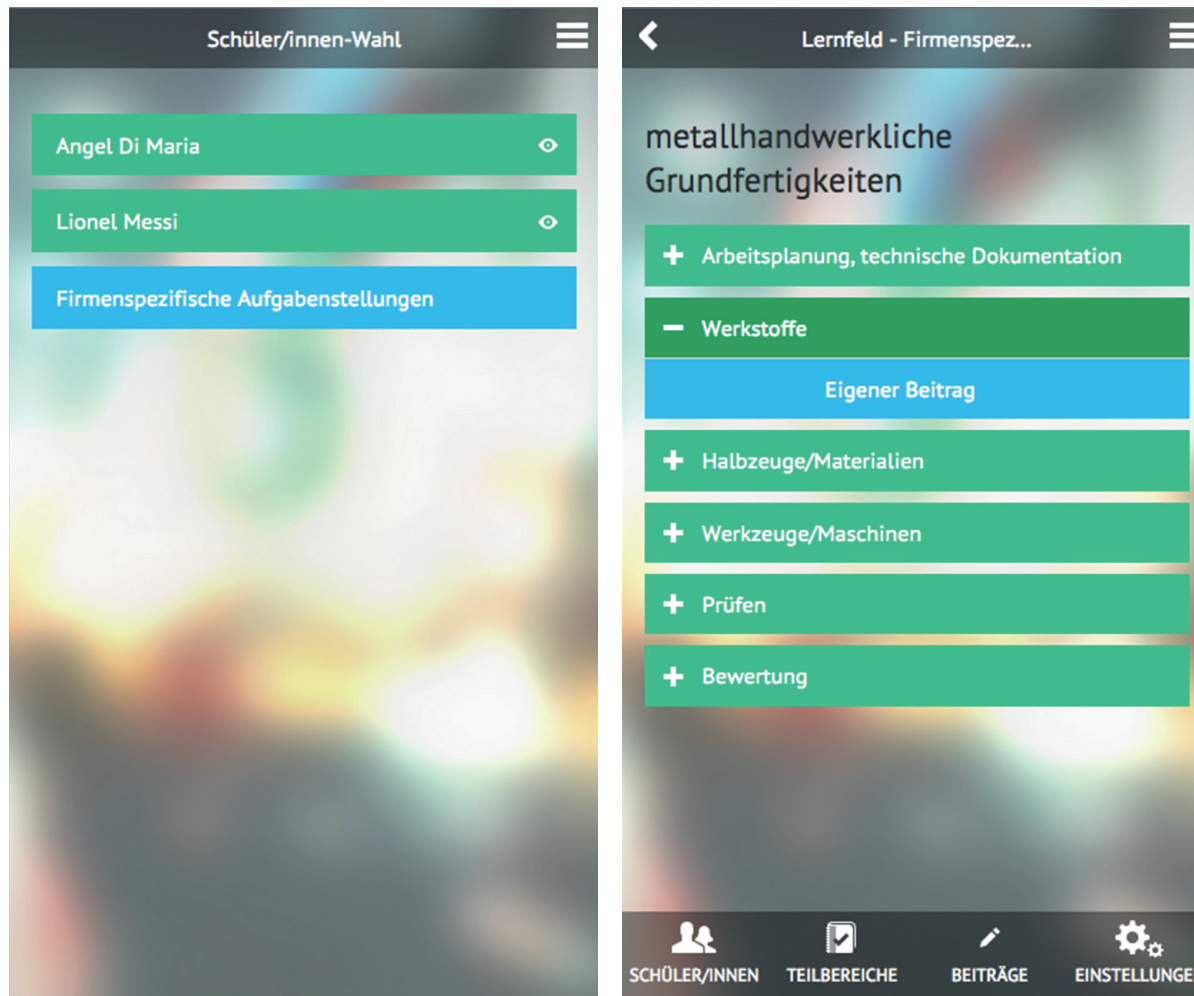 Schüler/innen-Wahl
Angel Di Maria
Lionel Messi
Firmenspezifische Aufgabenstellungen
Lernfeld - Firmenspez...
metallhandwerkliche
Grundfertigkeiten
Arbeitsplanung, technische Dokumentation
Werkstoffe
Eigener Beitrag
Halbzeuge/Materialien
Werkzeuge/Maschinen
Prüfen
Bewertung
SCHÜLER/INNEN TEILBEREICHE BEITRÄGE EINSTELLUNGE